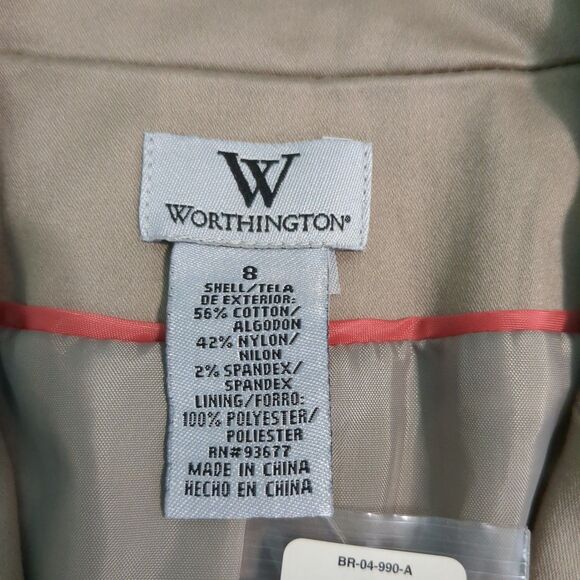 W
WORTHINGTON®
8
SHELL/TELA
DE EXTERIOR:
56% COTTON/
ALGODON
42% NYLON/
NILON
2% SPANDEX/
SPANDEX
LINING/FORRO:
100% POLYESTER/
POLIESTER
RN#93677
MADE IN CHINA
HECHO EN CHINA
BR-04-990-A